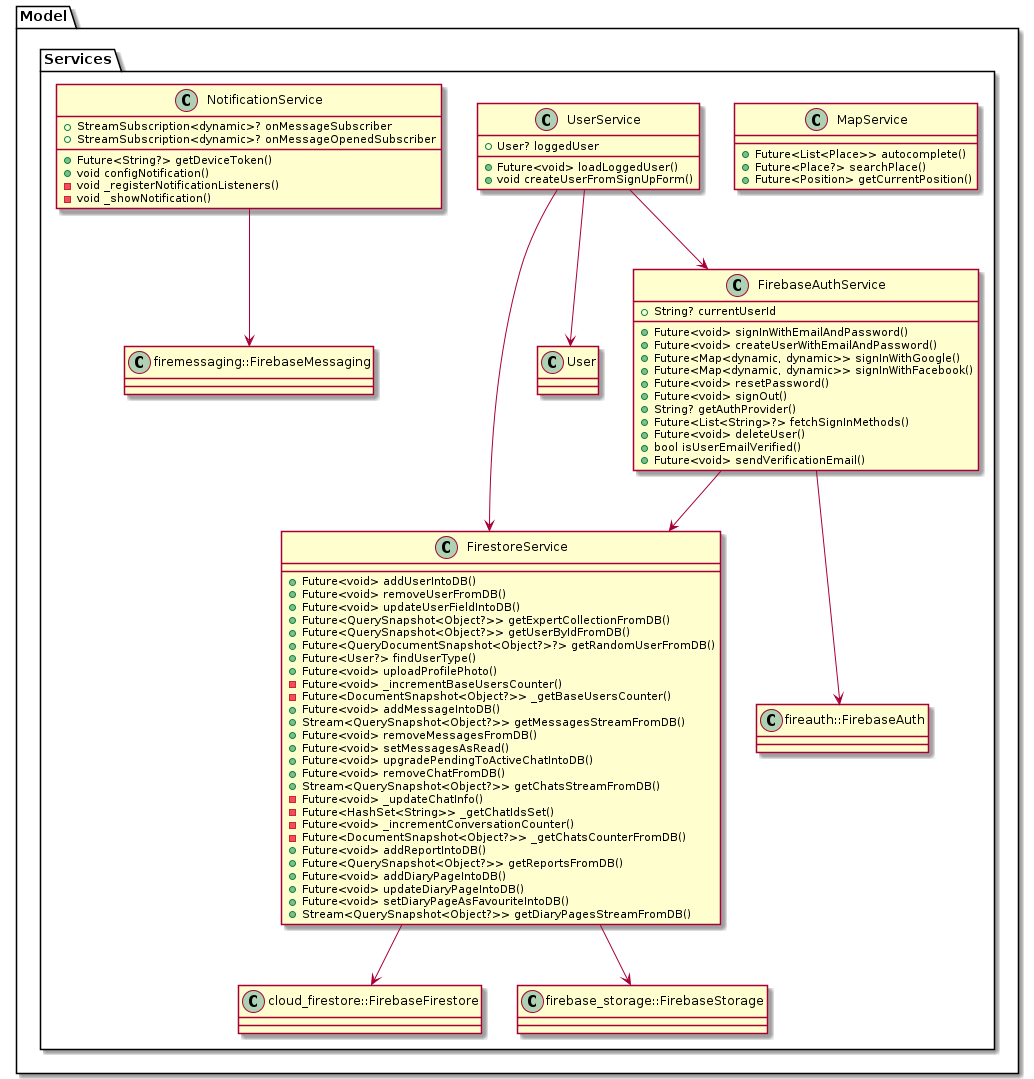 Model
Services
C NotificationService
StreamSubscription<dynamic>? onMessageSubscriber
StreamSubscription<dynamic>? onMessageOpenedSubscriber
Future<String?> getDeviceToken()
void configNotification()
void _registerNotificationListeners()
void _showNotification()
C UserService
User? loggedUser
Future<void> loadLoggedUser()
void createUserFromSignUpForm()
C MapService
Future<List<Place>> autocomplete()
Future<Place?> searchPlace()
Future<Position> getCurrentPosition()
C FirebaseAuthService
String? currentUserId
Future<void> signInWithEmailAndPassword()
Future<void> createUserWithEmailAndPassword()
Future<Map<dynamic, dynamic>> signInWithGoogle()
Future<Map<dynamic, dynamic>> signInWithFacebook()
Future<void> resetPassword()
Future<void> signOut()
String? getAuthProvider()
Future<List<String>?> fetchSignInMethods()
Future<void> deleteUser()
bool isUserEmailVerified()
Future<void> sendVerificationEmail()
C firemessaging::FirebaseMessaging
C User
C FirestoreService
Future<void> addUserIntoDB()
Future<void> removeUserFromDB()
Future<void> updateUserFieldIntoDB()
Future<QuerySnapshot<Object?>> getExpertCollectionFromDB()
Future<QuerySnapshot<Object?>> getUserByIdFromDB()
Future<QueryDocumentSnapshot<Object?>?> getRandomUserFromDB()
Future<User?> findUserType()
Future<void> uploadProfilePhoto()
Future<void> _incrementBaseUsersCounter()
Future<DocumentSnapshot<Object?>> _getBaseUsersCounter()
Future<void> addMessageIntoDB()
Stream<QuerySnapshot<Object?>> getMessagesStreamFromDB()
Future<void> removeMessagesFromDB()
Future<void> setMessagesAsRead()
Future<void> upgradePendingToActiveChatIntoDB()
Future<void> removeChatFromDB()
Stream<QuerySnapshot<Object?>> getChatsStreamFromDB()
Future<void> _updateChatInfo()
Future<HashSet<String>> _getChatIdsSet()
Future<void> _incrementConversationCounter()
Future<DocumentSnapshot<Object?>> _getChatsCounterFromDB()
Future<void> addReportIntoDB()
Future<QuerySnapshot<Object?>> getReportsFromDB()
Future<void> addDiaryPageIntoDB()
Future<void> updateDiaryPageIntoDB()
Future<void> setDiaryPageAsFavouriteIntoDB()
Stream<QuerySnapshot<Object?>> getDiaryPagesStreamFromDB()
C fireauth::FirebaseAuth
C cloud_firestore::FirebaseFirestore
C firebase_storage::FirebaseStorage